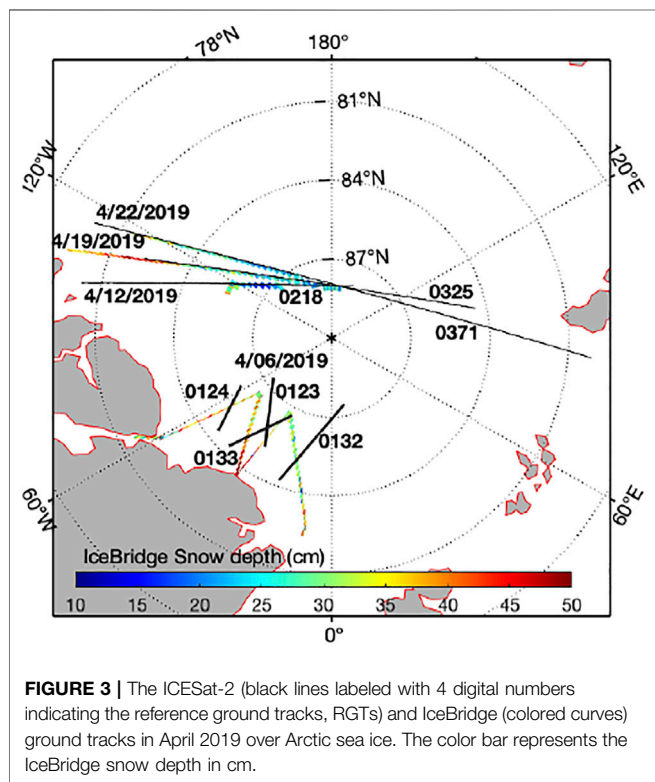 78°N
180°
81°N
120°W
120°E
84°N
4/22/2019
4/19/2019
87°N
4/12/2019
0218
0325
0371
4/06/2019
0124
0123
0132
0133
60°W
60°E
IceBridge Snow depth (cm)
10 15 20 25 30 35 40 45 50
0°
FIGURE 3 | The ICESat-2 (black lines labeled with 4 digital numbers
indicating the reference ground tracks, RGTs) and IceBridge (colored curves)
ground tracks in April 2019 over Arctic sea ice. The color bar represents the
IceBridge snow depth in cm.